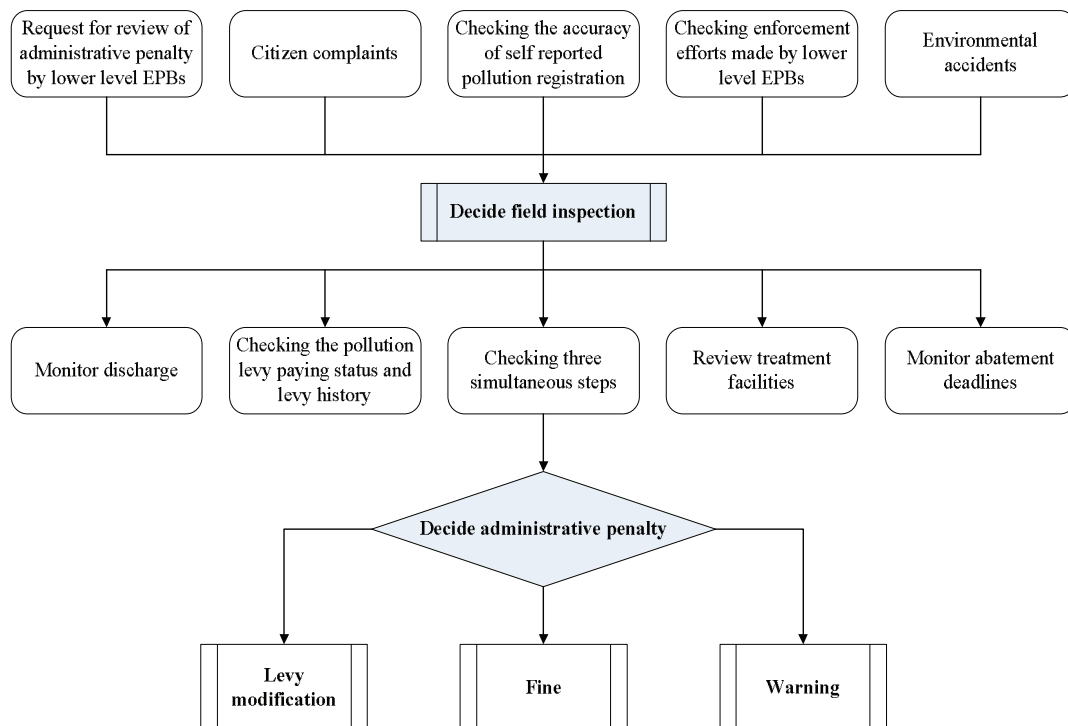 Request for review of
administrative penalty
by lower level EPBs
Citizen complaints
Checking the accuracy
of self reported
pollution registration
Checking enforcement
efforts made by lower
level EPBs
Environmental
accidents
Decide field inspection
Monitor discharge
Checking the pollution
levy paying status and
levy history
Checking three
simultaneous steps
Review treatment
facilities
Monitor abatement
deadlines
Decide administrative penalty
Levy
modification
Fine
Warning